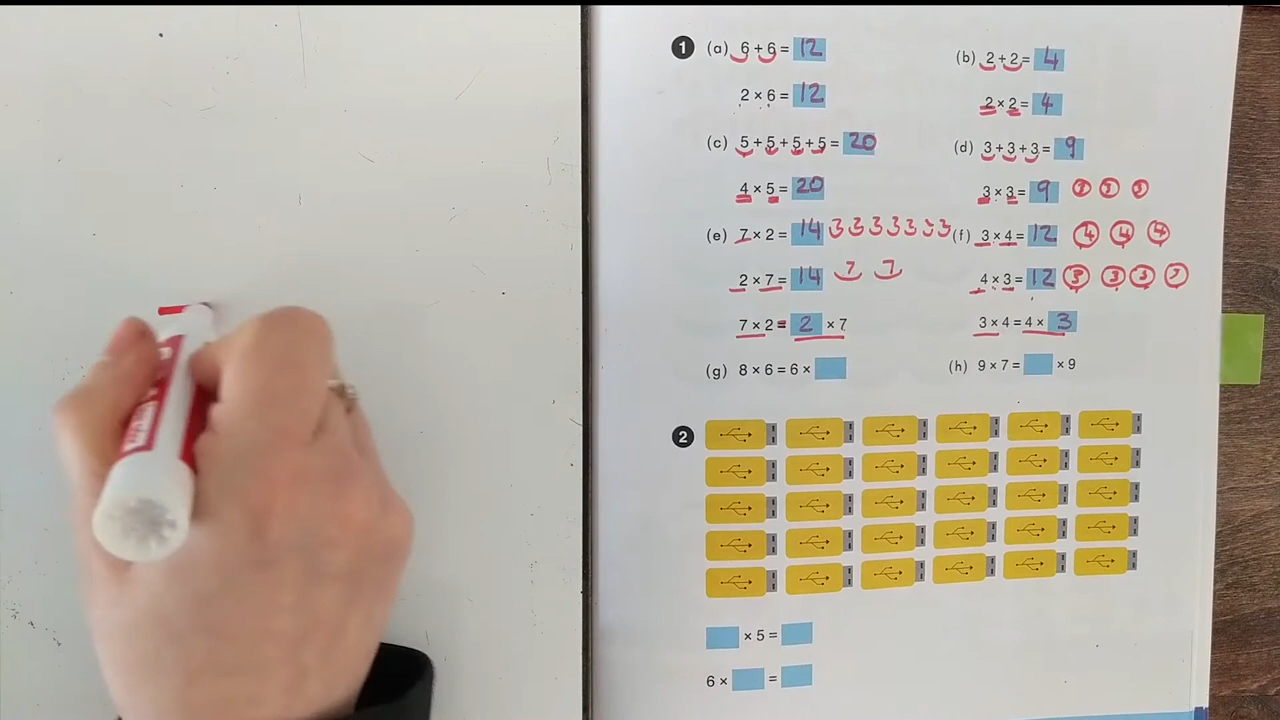 1 (a) 6 + 6 = 12
2 × 6 = 12
(b) 2 + 2 = 4
2 × 2 = 4
(c) 5 + 5 + 5 + 5 = 20
4 × 5 = 20
(d) 3 + 3 + 3 = 9
3 × 3 = 9 3 3 3
(e) 7 × 2 = 14
2 × 7 = 14 7 7
7 × 2 = 2 × 7
(f) 3 × 4 = 12 4 4 4
4 × 3 = 12 3 3 3 3
3 × 4 = 4 × 3
(g) 8 × 6 = 6 ×
(h) 9 × 7 = × 9
2
× 5 =
6 × =